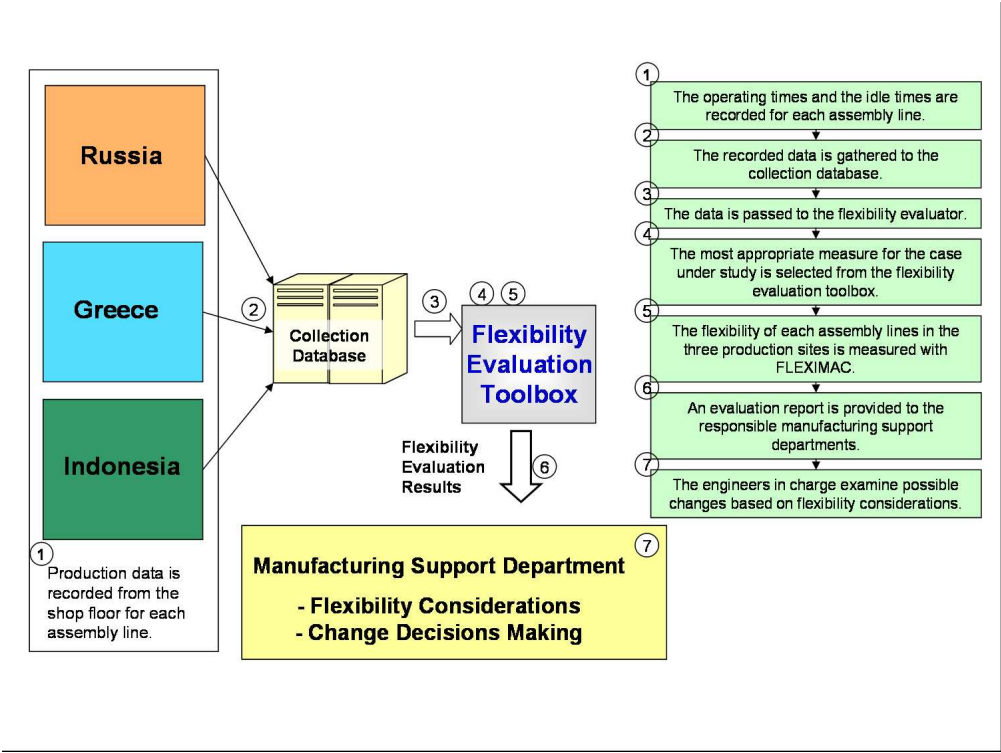 Russia
Greece
Indonesia
1
Production data is
recorded from the
shop floor for each
assembly line.
2
Collection
Database
3
4
5
Flexibility
Evaluation
Toolbox
Flexibility
Evaluation
Results
6
7
Manufacturing Support Department
- Flexibility Considerations
- Change Decisions Making
1
The operating times and the idle times are
recorded for each assembly line.
2
The recorded data is gathered to the
collection database.
3
The data is passed to the flexibility evaluator.
4
The most appropriate measure for the case
under study is selected from the flexibility
evaluation toolbox.
5
The flexibility of each assembly lines in the
three production sites is measured with
FLEXIMAC.
6
An evaluation report is provided to the
responsible manufacturing support
departments.
7
The engineers in charge examine possible
changes based on flexibility considerations.